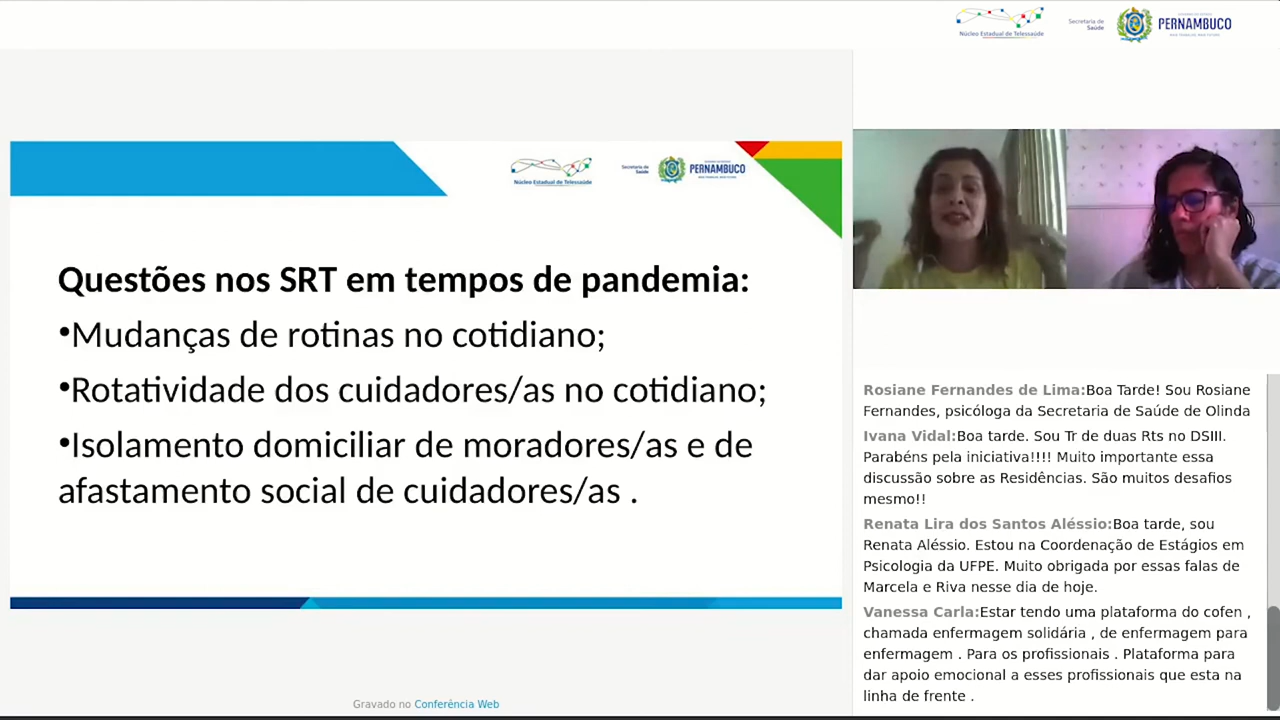 Núcleo Estadual de Telessaúde
Secretaria de
Saúde
PERNAMBUCO
Núcleo Estadual de Telessaúde
Secretaria de
Saúde
PERNAMBUCO
Questões nos SRT em tempos de pandemia:
•Mudanças de rotinas no cotidiano;
•Rotatividade dos cuidadores/as no cotidiano;
•Isolamento domiciliar de moradores/as e de
afastamento social de cuidadores/as .
Rosiane Fernandes de Lima:Boa Tarde! Sou Rosiane
Fernandes, psicóloga da Secretaria de Saúde de Olinda
Ivana Vidal:Boa tarde. Sou Tr de duas Rts no DSIII.
Parabéns pela iniciativa!!!! Muito importante essa
discussão sobre as Residências. São muitos desafios
mesmo!!
Renata Lira dos Santos Aléssio:Boa tarde, sou
Renata Aléssio. Estou na Coordenação de Estágios em
Psicologia da UFPE. Muito obrigada por essas falas de
Marcela e Riva nesse dia de hoje.
Vanessa Carla:Estar tendo uma plataforma do cofen ,
chamada enfermagem solidária , de enfermagem para
enfermagem . Para os profissionais . Plataforma para
dar apoio emocional a esses profissionais que esta na
linha de frente .
Gravado no Conferência Web